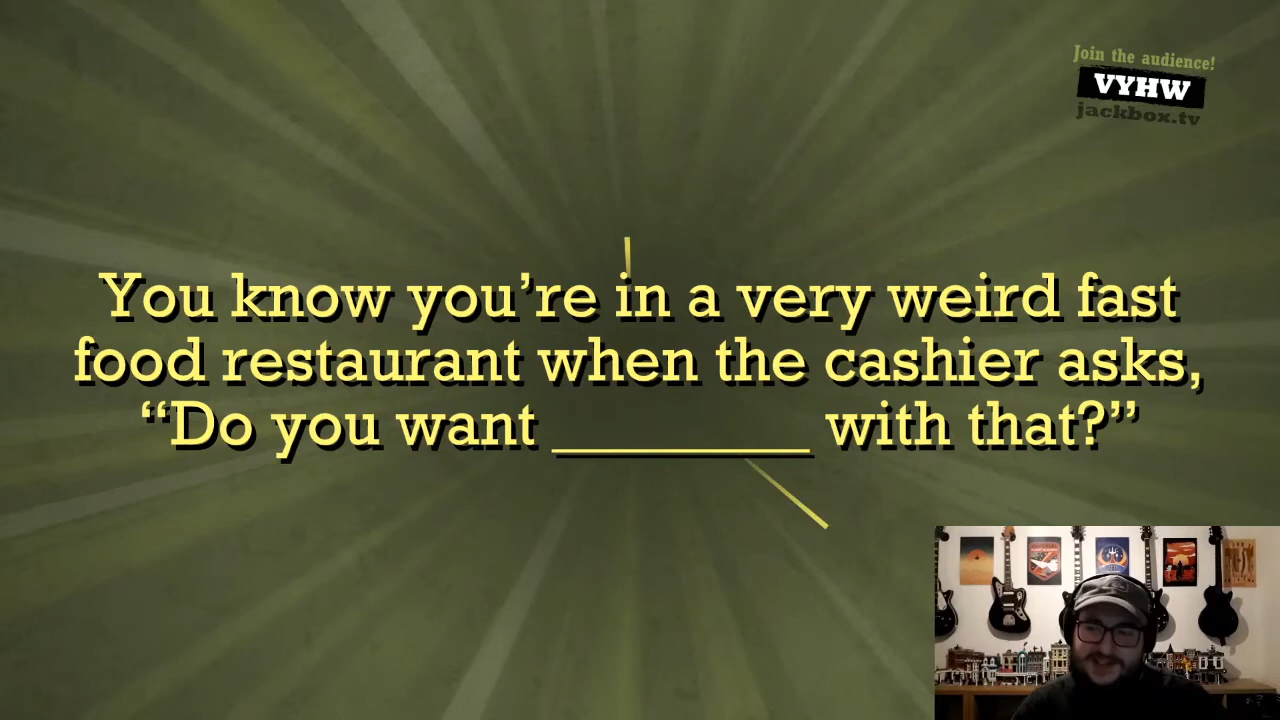 Join the audience!
VYHW
jackbox.tv
You know you’re in a very weird fast
food restaurant when the cashier asks,
“Do you want ________ with that?”